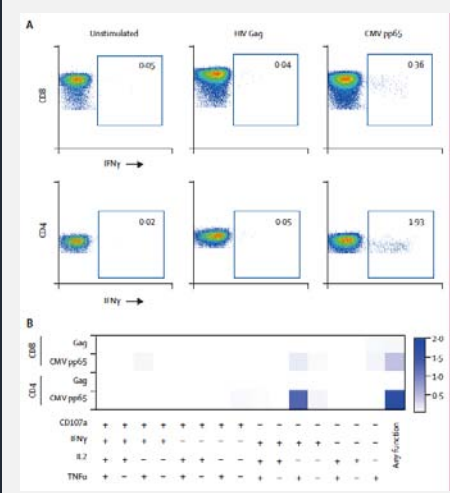 A
Unstimulated HIV Gag CMV pp65
CD8
0·05 0·04 0·36
IFNγ
CD4
0·02 0·05 1·93
IFNγ
B
CD8
Gag
CMV pp65
CD4
Gag
CMV pp65
2·0
1·5
1·0
0·5
CD107a + + + + + + + + – – – – – – –
IFNγ + + + + – – – – + + + + – – –
IL2 + + – – + + – – + + – – + + –
TNFα + – + – + – + – + – + – + – +
Any function